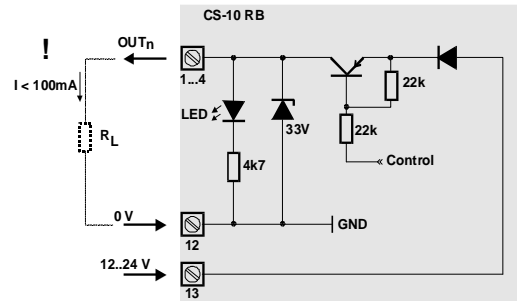 CS-10 RB
!
OUTn
I < 100mA
1...4
22k
LED
33V
22k
RL
4k7
Control
0 V
GND
12
12..24 V
13